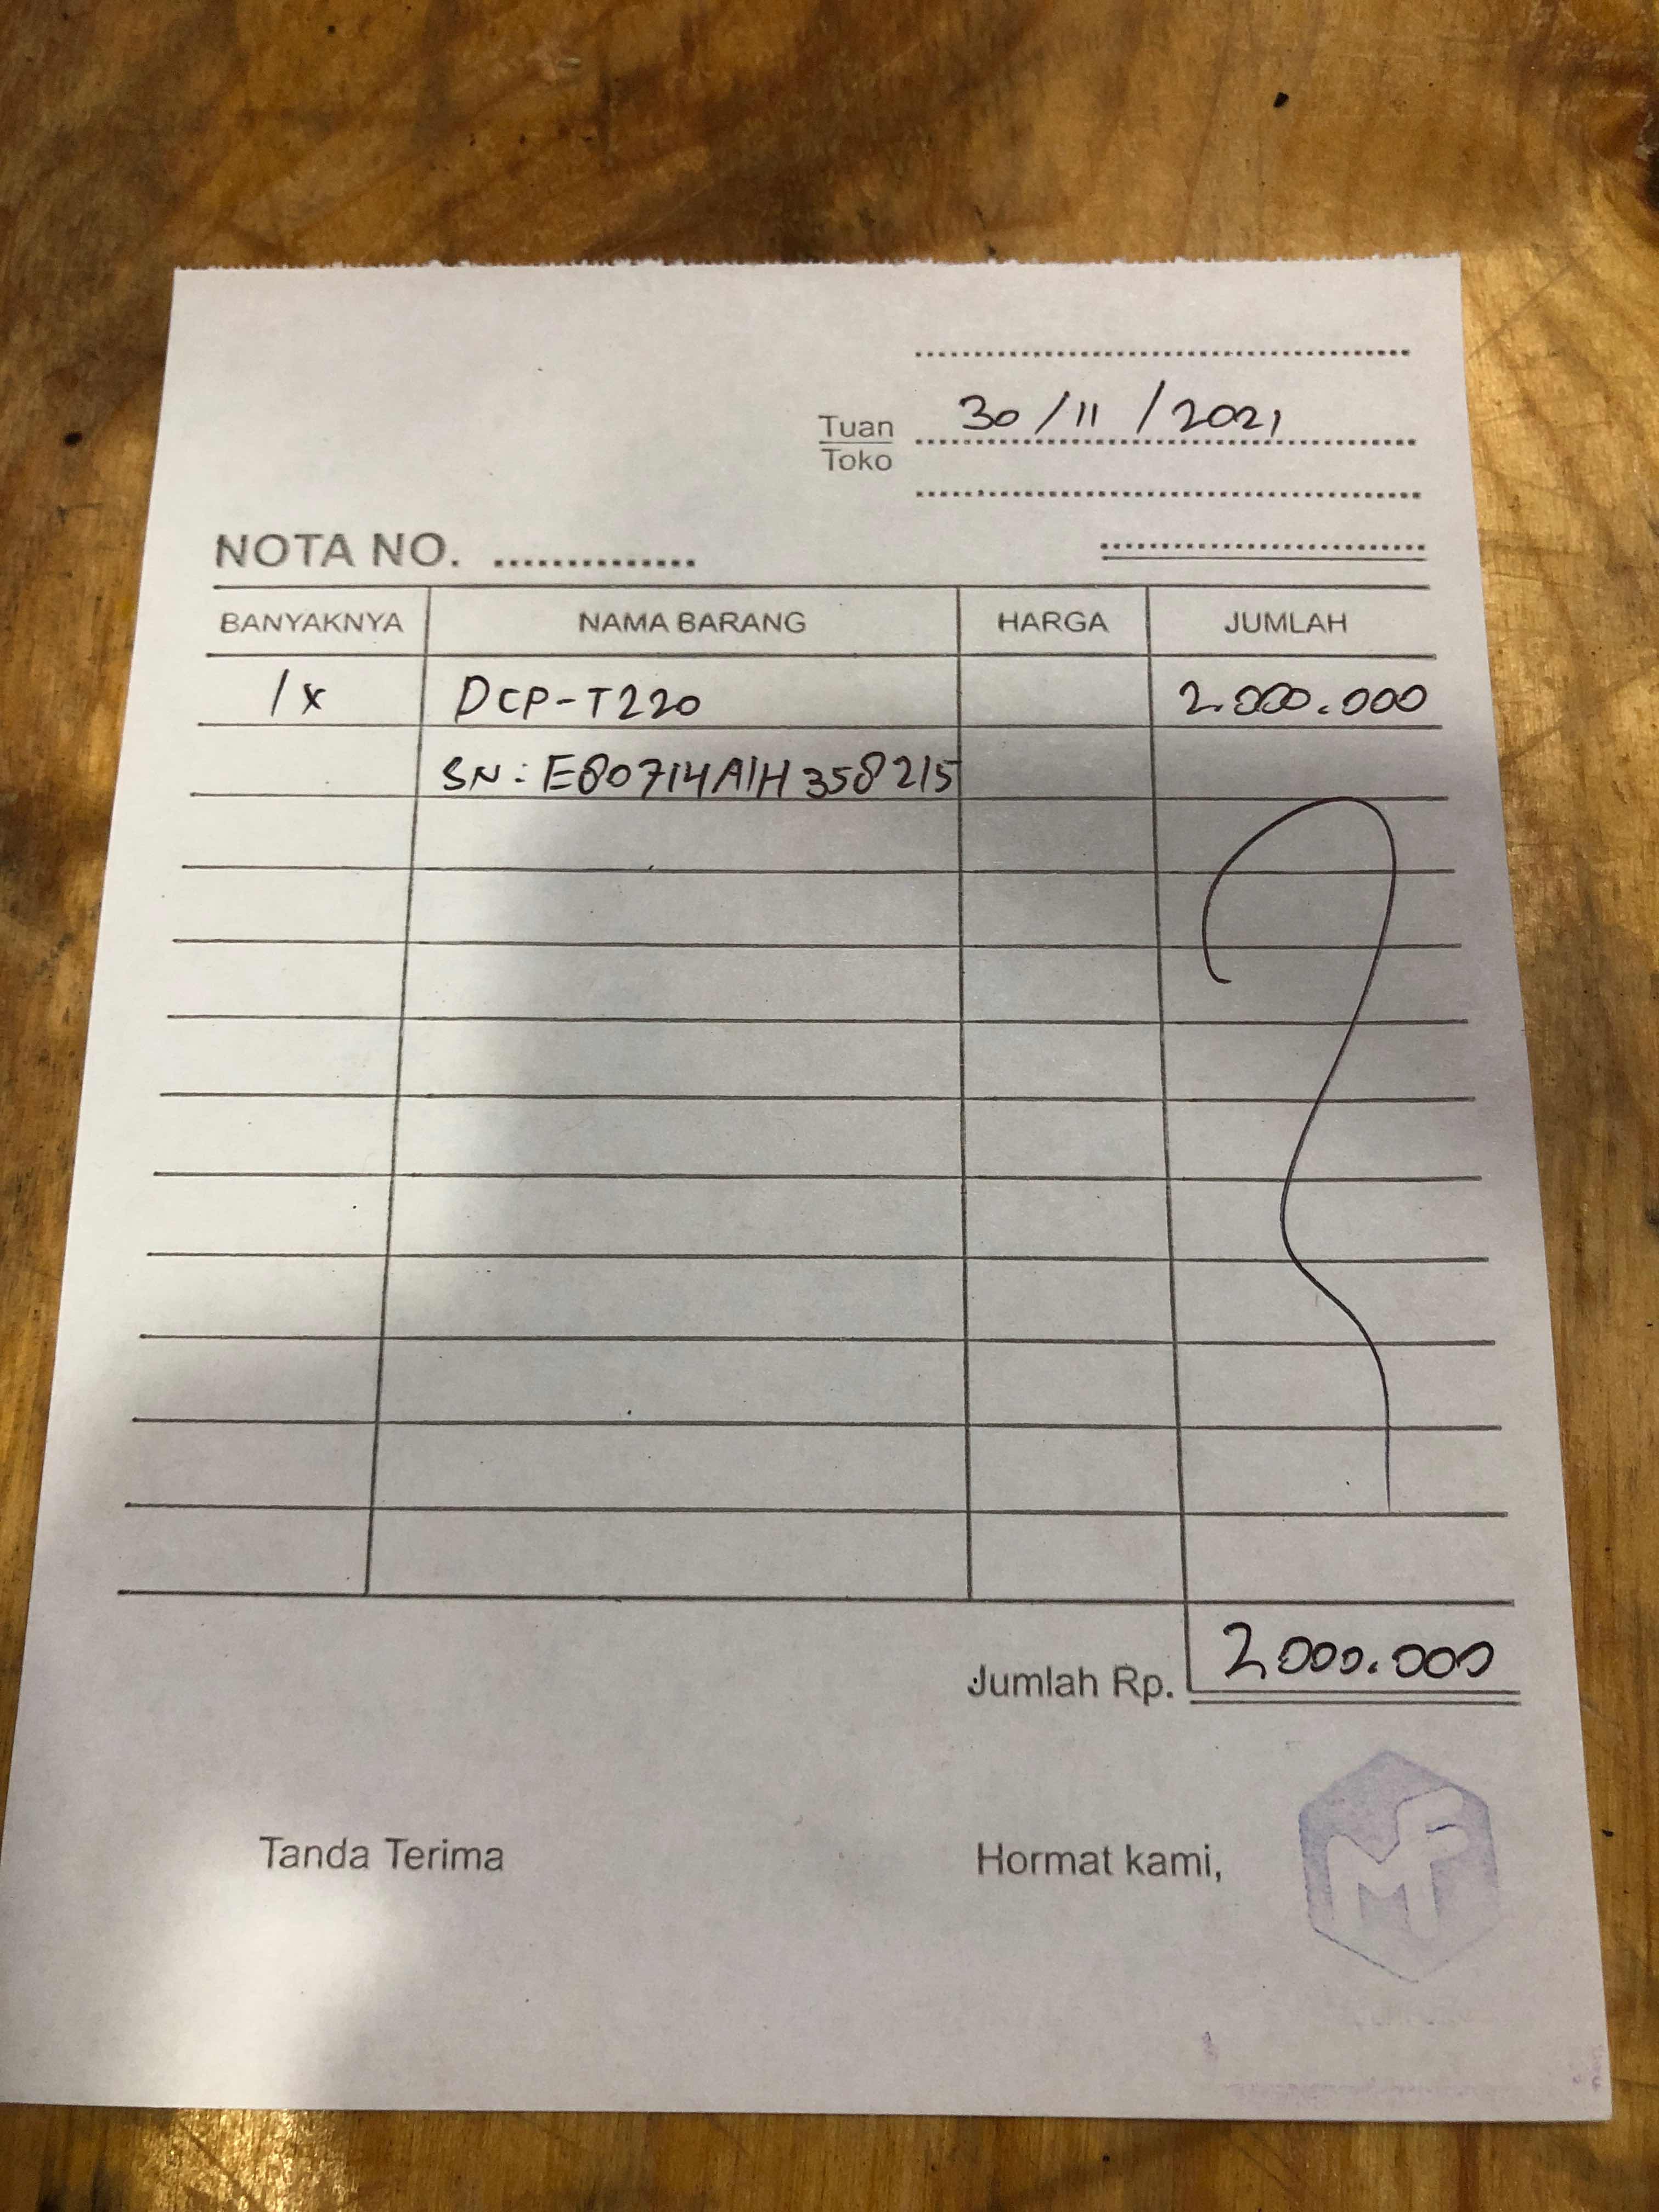 30/11/2021
Tuan
Toko
NOTA NO.
BANYAKNYA NAMA BARANG HARGA JUMLAH
1x DCP-T220 2.000.000
SN: E80714A1H358215
Jumlah Rp. 2.000.000
Tanda Terima Hormat kami,
MP